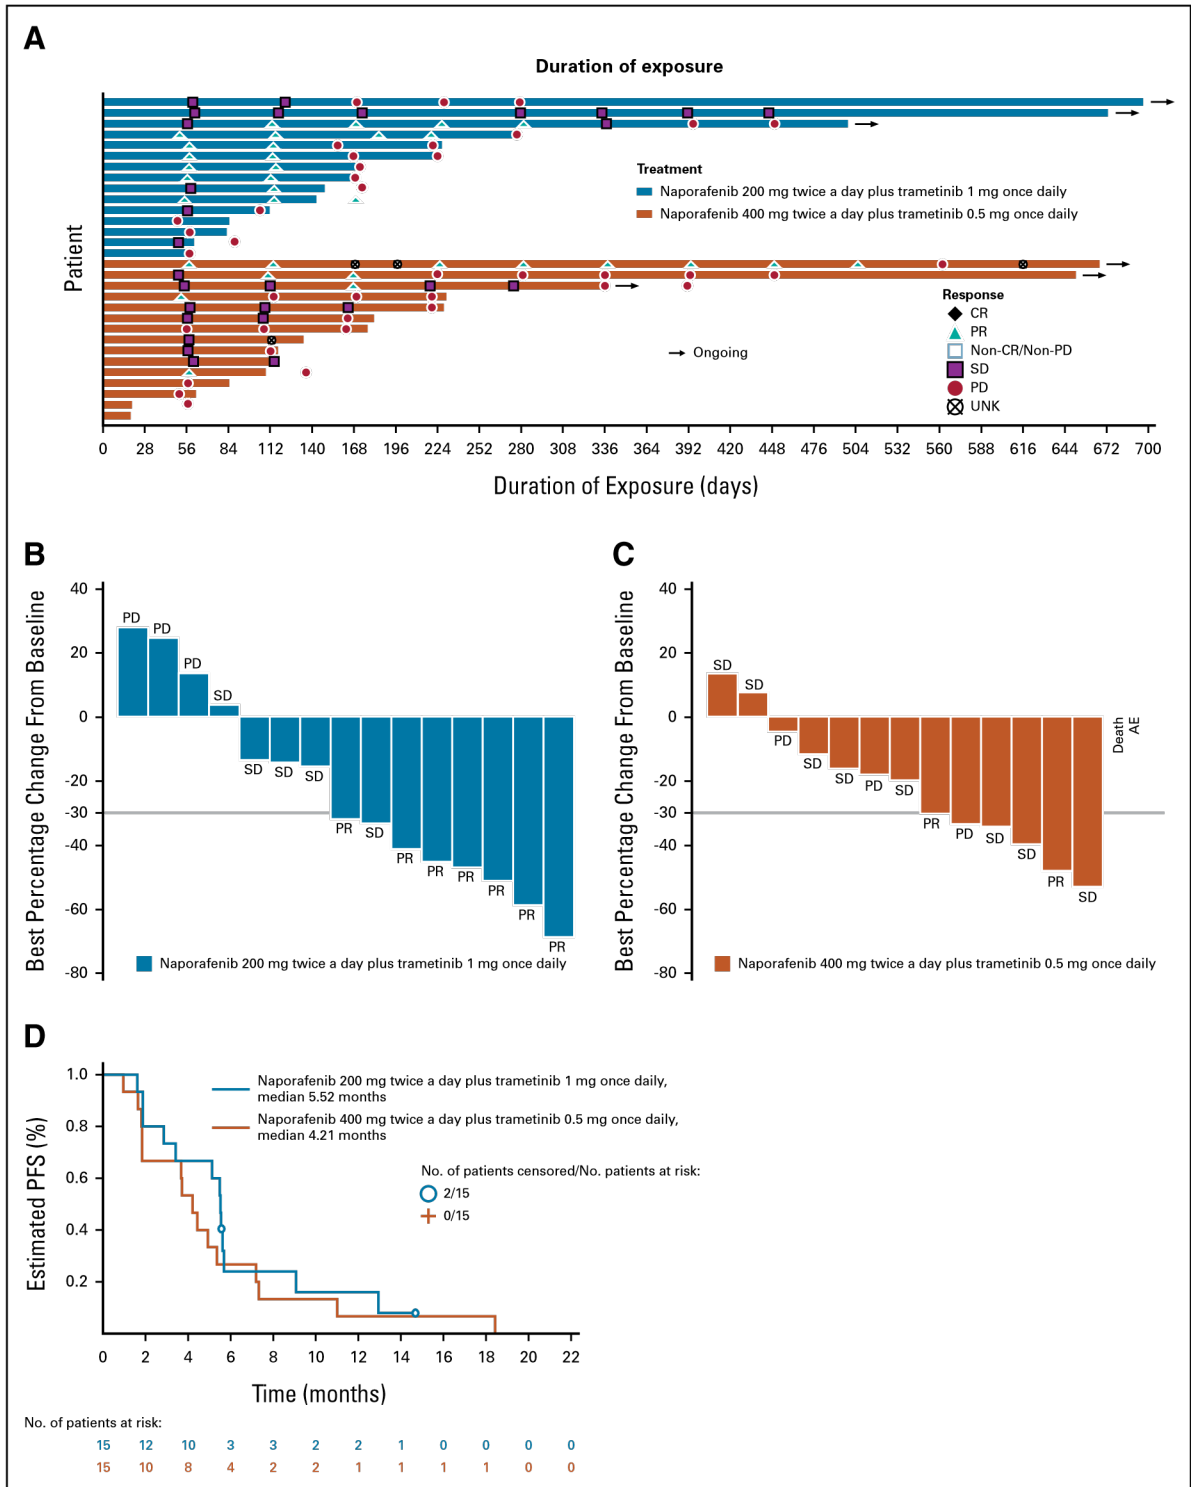 A
Duration of exposure
Patient
Treatment
Naporafenib 200 mg twice a day plus trametinib 1 mg once daily
Naporafenib 400 mg twice a day plus trametinib 0.5 mg once daily
Response
CR
PR
Non-CR/Non-PD
SD
PD
UNK
Ongoing
0 28 56 84 112 140 168 196 224 252 280 308 336 364 392 420 448 476 504 532 560 588 616 644 672 700
Duration of Exposure (days)
B
Best Percentage Change From Baseline
40
20
0
-20
-30
-40
-60
-80
PD
PD
PD
SD
SD
SD
SD
PR
SD
PR
PR
PR
PR
PR
PR
Naporafenib 200 mg twice a day plus trametinib 1 mg once daily
C
Best Percentage Change From Baseline
40
20
0
-20
-30
-40
-60
-80
SD
SD
PD
SD
SD
PD
SD
PR
PD
SD
SD
PR
SD
Death
AE
Naporafenib 400 mg twice a day plus trametinib 0.5 mg once daily
D
Estimated PFS (%)
1.0
0.8
0.6
0.4
0.2
Naporafenib 200 mg twice a day plus trametinib 1 mg once daily,
median 5.52 months
Naporafenib 400 mg twice a day plus trametinib 0.5 mg once daily,
median 4.21 months
No. of patients censored/No. patients at risk:
2/15
0/15
0 2 4 6 8 10 12 14 16 18 20 22
Time (months)
No. of patients at risk:
15 12 10 3 3 2 2 1 0 0 0 0
15 10 8 4 2 2 1 1 1 1 0 0